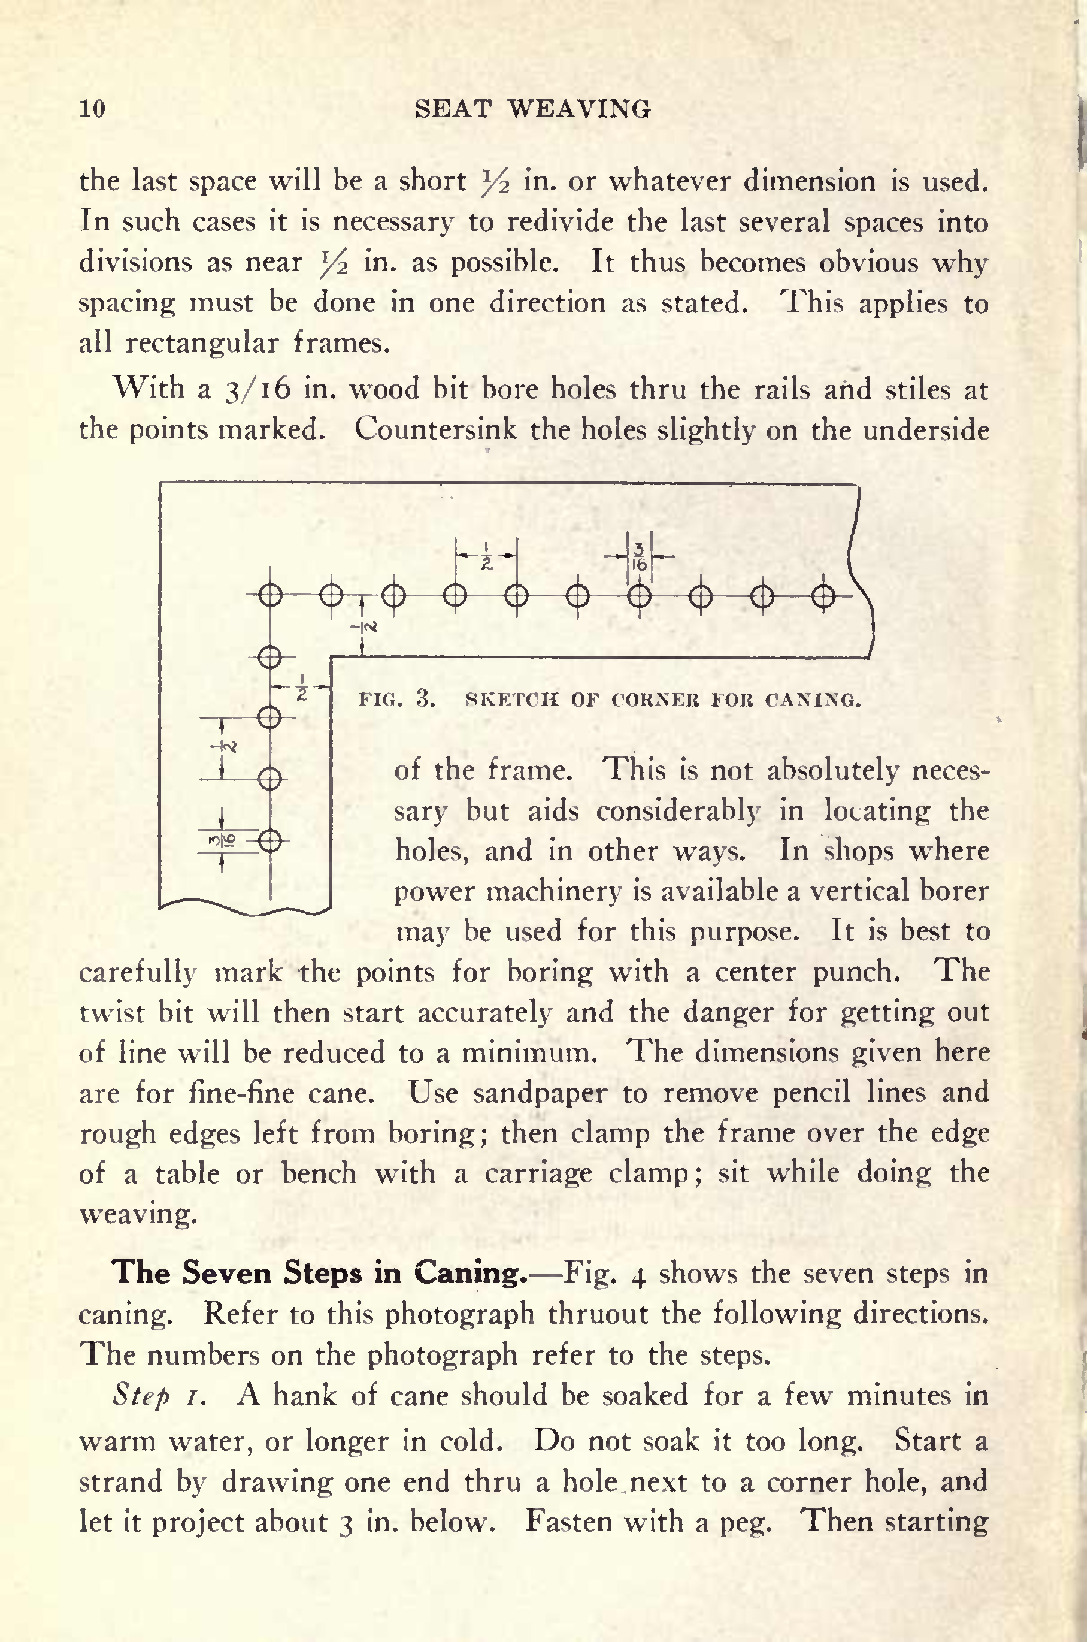 10 SEAT WEAVING
the last space will be a short ½ in. or whatever dimension is used.
In such cases it is necessary to redivide the last several spaces into
divisions as near ½ in. as possible. It thus becomes obvious why
spacing must be done in one direction as stated. This applies to
all rectangular frames.
With a 3/16 in. wood bit bore holes thru the rails and stiles at
the points marked. Countersink the holes slightly on the underside
1/2
3/16
1/2
1/2
FIG. 3. SKETCH OF CORNER FOR CANING.
1/2
3/16
of the frame. This is not absolutely neces-
sary but aids considerably in locating the
holes, and in other ways. In shops where
power machinery is available a vertical borer
may be used for this purpose. It is best to
carefully mark the points for boring with a center punch. The
twist bit will then start accurately and the danger for getting out
of line will be reduced to a minimum. The dimensions given here
are for fine-fine cane. Use sandpaper to remove pencil lines and
rough edges left from boring; then clamp the frame over the edge
of a table or bench with a carriage clamp; sit while doing the
weaving.
The Seven Steps in Caning.—Fig. 4 shows the seven steps in
caning. Refer to this photograph thruout the following directions.
The numbers on the photograph refer to the steps.
Step 1. A hank of cane should be soaked for a few minutes in
warm water, or longer in cold. Do not soak it too long. Start a
strand by drawing one end thru a hole next to a corner hole, and
let it project about 3 in. below. Fasten with a peg. Then starting